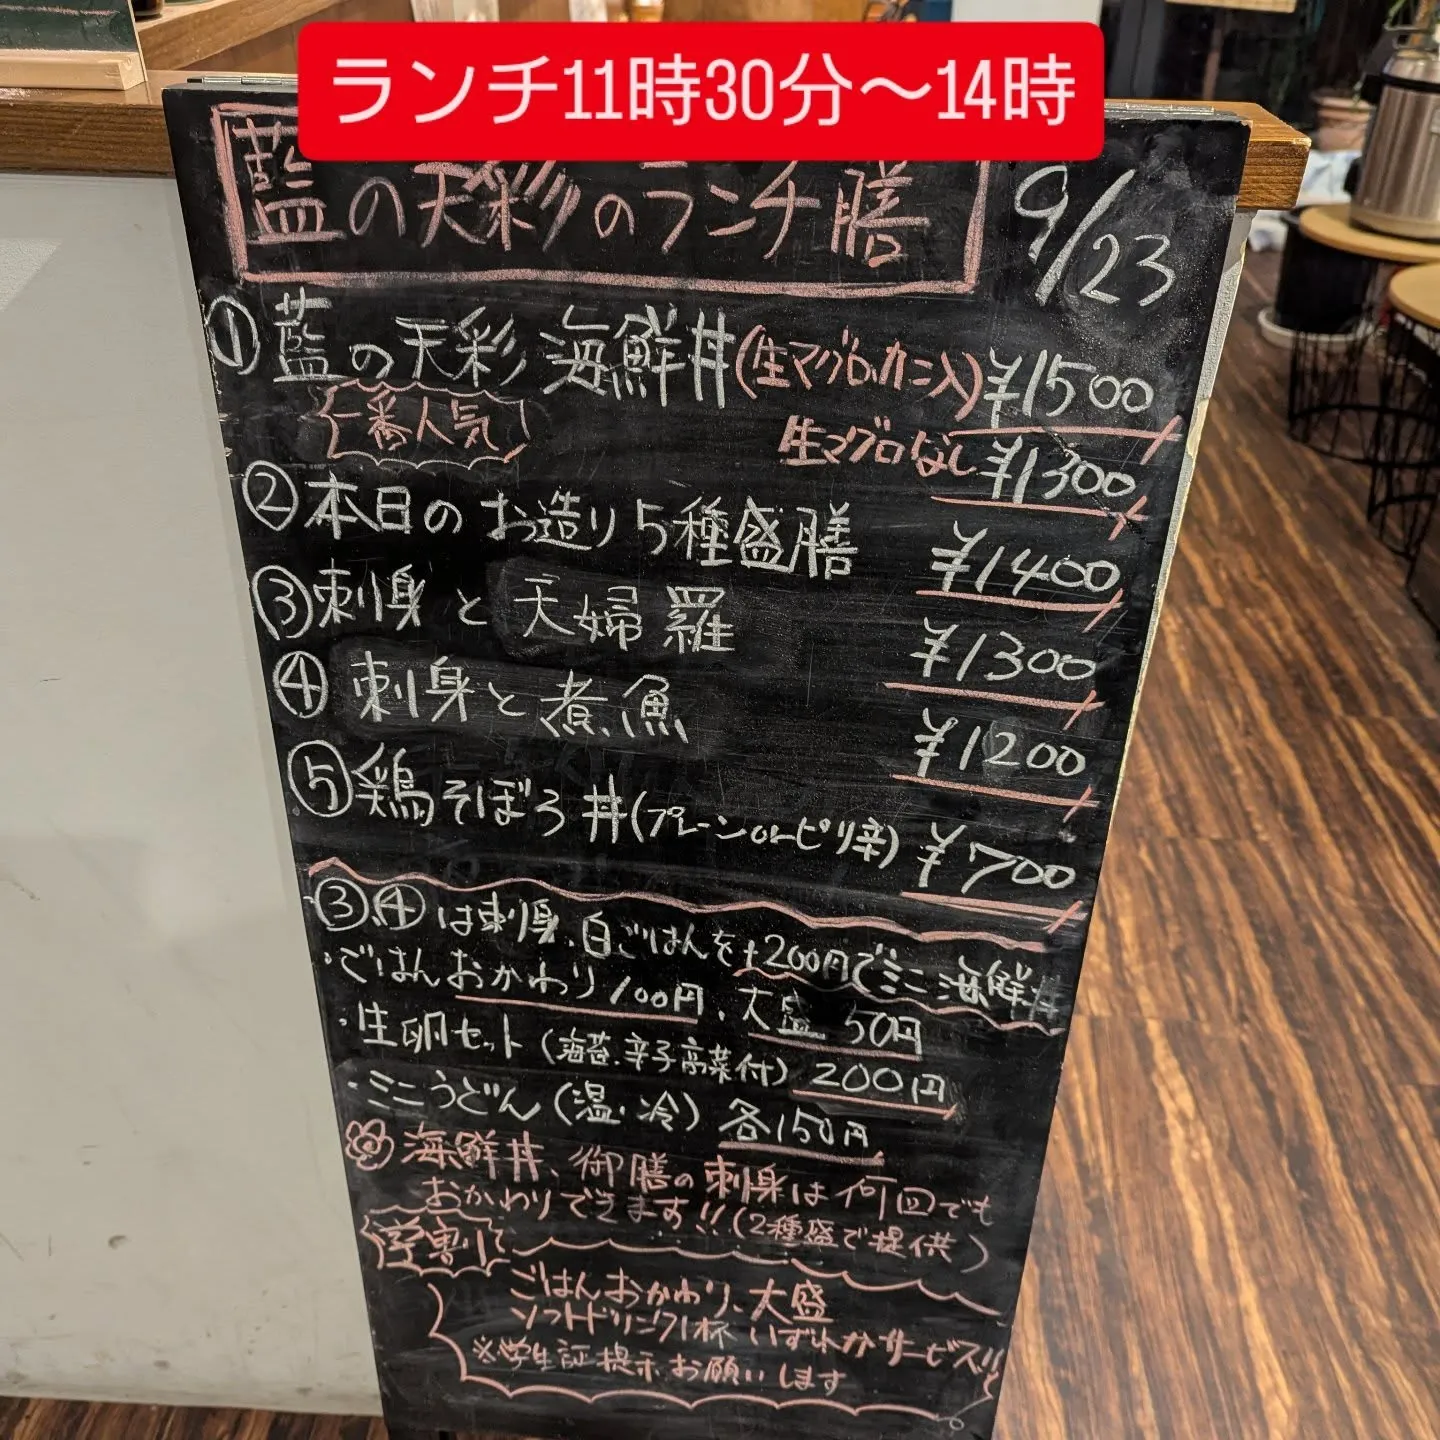 ランチ11時30分〜14時
藍の天彩のランチ膳 9/23
①藍の天彩 海鮮丼(生マグロ、カニ入) ¥1500
一番人気 生マグロなし ¥1300
②本日のお造り5種盛膳 ¥1400
③刺身と天婦羅 ¥1300
④刺身と煮魚 ¥1200
⑤鶏そぼろ丼(プレーンorピリ辛) ¥700
③、④は刺身、白ごはんを+200円でミニ海鮮丼
・ごはんおかわり100円、大盛50円
・生卵セット(海苔、辛子高菜付) 200円
・ミニうどん(温・冷) 各150円
海鮮丼、御膳の刺身は何回でも
おかわりできます!!(2種盛で提供)
学割
ごはんおかわり、大盛
ソフトドリンク1杯 いずれかサービス!!
※学生証提示お願いします